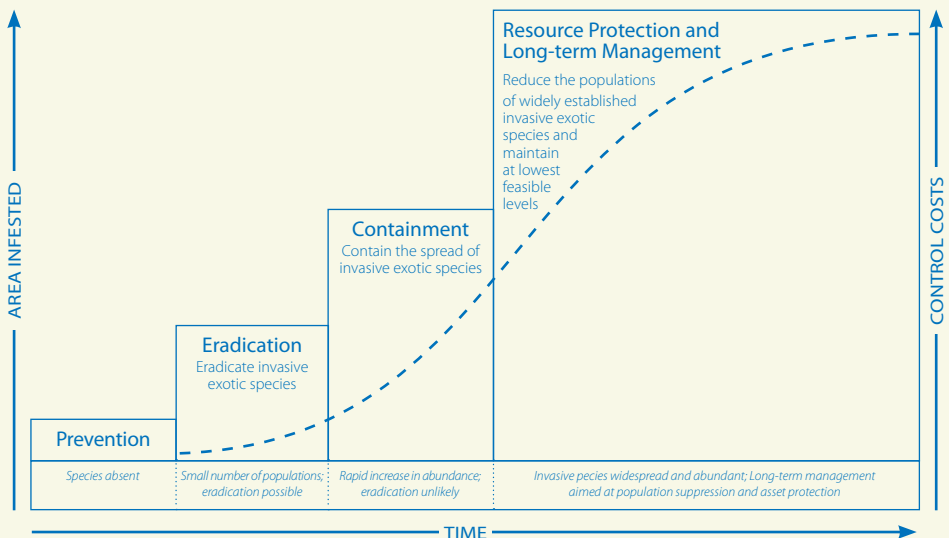 Resource Protection and
Long-term Management
Reduce the populations
of widely established
invasive exotic
species and
maintain
at lowest
feasible
levels
Containment
Contain the spread of
invasive exotic species
Eradication
Eradicate invasive
exotic species
Prevention
Species absent
Small number of populations;
eradication possible
Rapid increase in abundance;
eradication unlikely
Invasive pecies widespread and abundant; Long-term management
aimed at population suppression and asset protection
AREA INFESTED
CONTROL COSTS
TIME